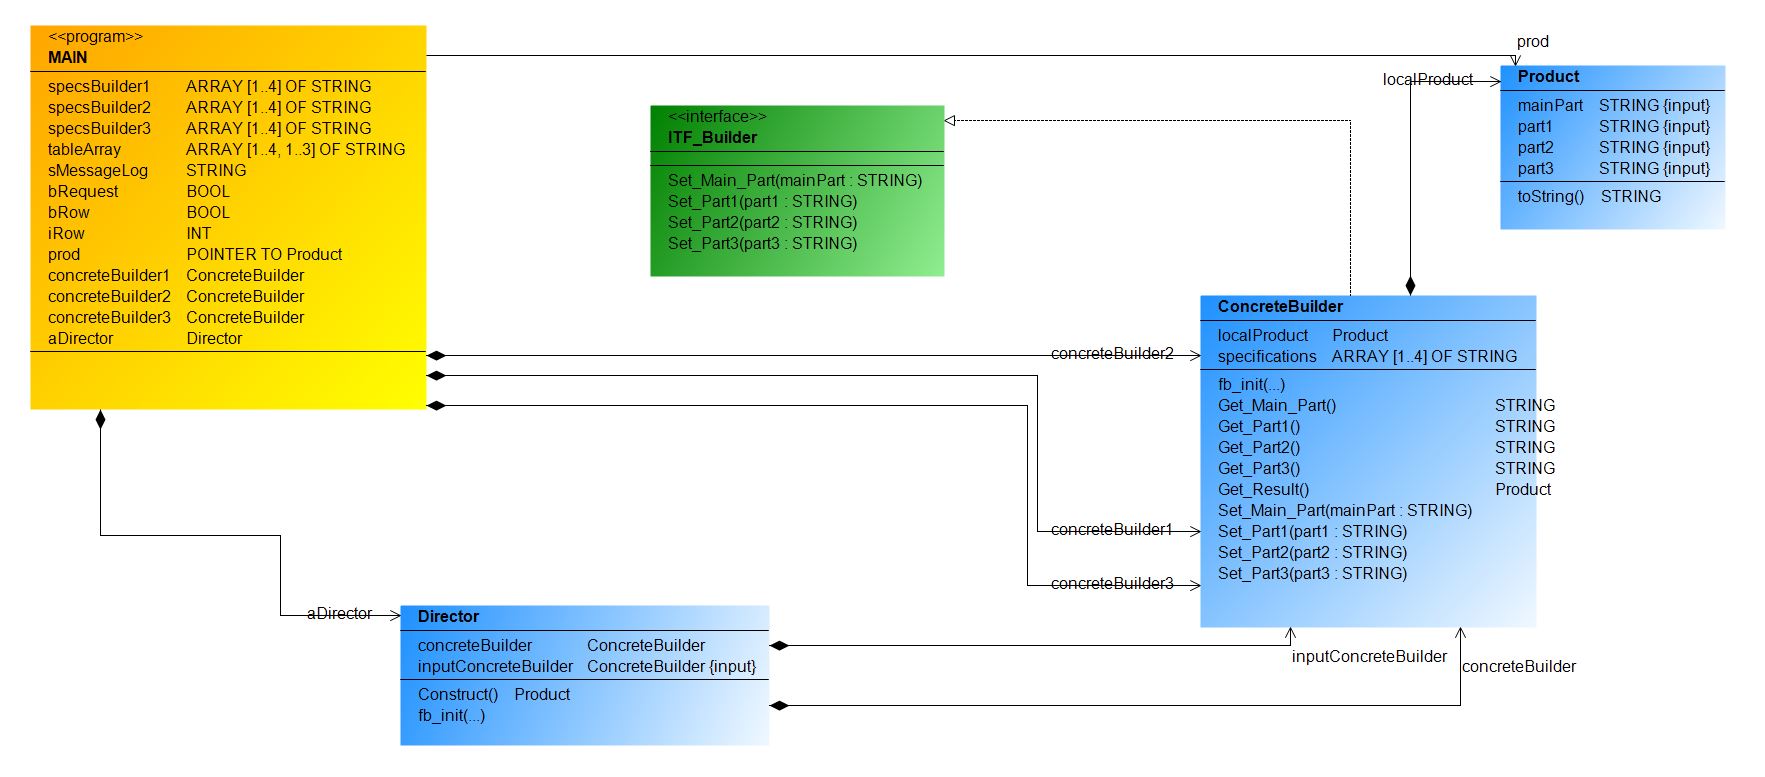 <<program>>
MAIN
specsBuilder1 ARRAY [1..4] OF STRING
specsBuilder2 ARRAY [1..4] OF STRING
specsBuilder3 ARRAY [1..4] OF STRING
tableArray ARRAY [1..4, 1..3] OF STRING
sMessageLog STRING
bRequest BOOL
bRow BOOL
iRow INT
prod POINTER TO Product
concreteBuilder1 ConcreteBuilder
concreteBuilder2 ConcreteBuilder
concreteBuilder3 ConcreteBuilder
aDirector Director
<<interface>>
ITF_Builder
Set_Main_Part(mainPart : STRING)
Set_Part1(part1 : STRING)
Set_Part2(part2 : STRING)
Set_Part3(part3 : STRING)
prod
localProduct
Product
mainPart STRING {input}
part1 STRING {input}
part2 STRING {input}
part3 STRING {input}
toString() STRING
ConcreteBuilder
localProduct Product
specifications ARRAY [1..4] OF STRING
fb_init(...)
Get_Main_Part() STRING
Get_Part1() STRING
Get_Part2() STRING
Get_Part3() STRING
Get_Result() Product
Set_Main_Part(mainPart : STRING)
Set_Part1(part1 : STRING)
Set_Part2(part2 : STRING)
Set_Part3(part3 : STRING)
concreteBuilder2
concreteBuilder1
concreteBuilder3
aDirector
Director
concreteBuilder ConcreteBuilder
inputConcreteBuilder ConcreteBuilder {input}
Construct() Product
fb_init(...)
inputConcreteBuilder
concreteBuilder